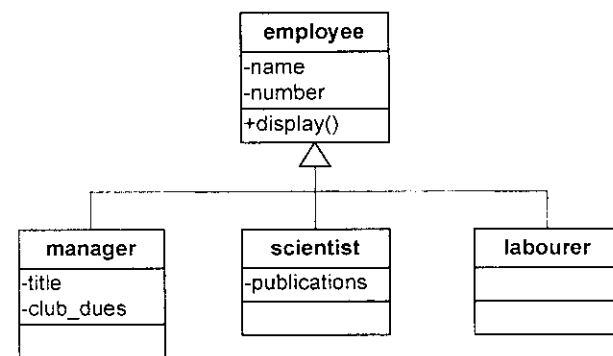 employee
-name
-number
+display()
manager
-title
-club_dues
scientist
-publications
labourer